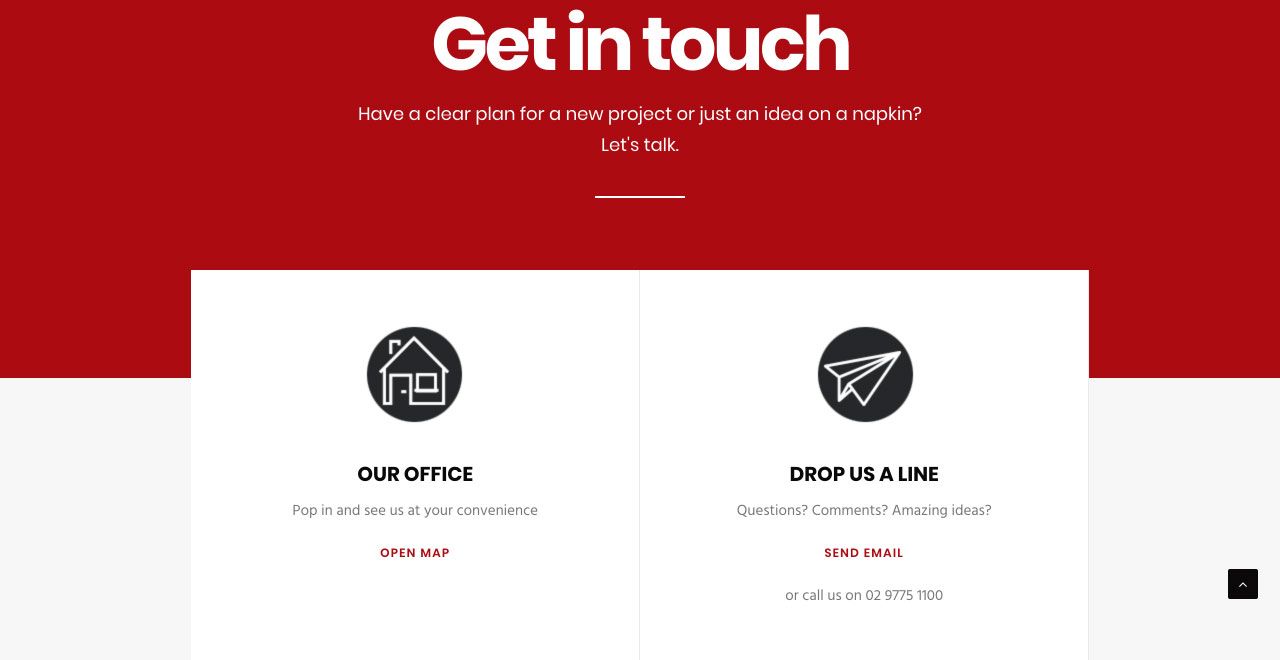 Get in touch
Have a clear plan for a new project or just an idea on a napkin?
Let's talk.
OUR OFFICE
Pop in and see us at your convenience
OPEN MAP
DROP US A LINE
Questions? Comments? Amazing ideas?
SEND EMAIL
or call us on 02 9775 1100